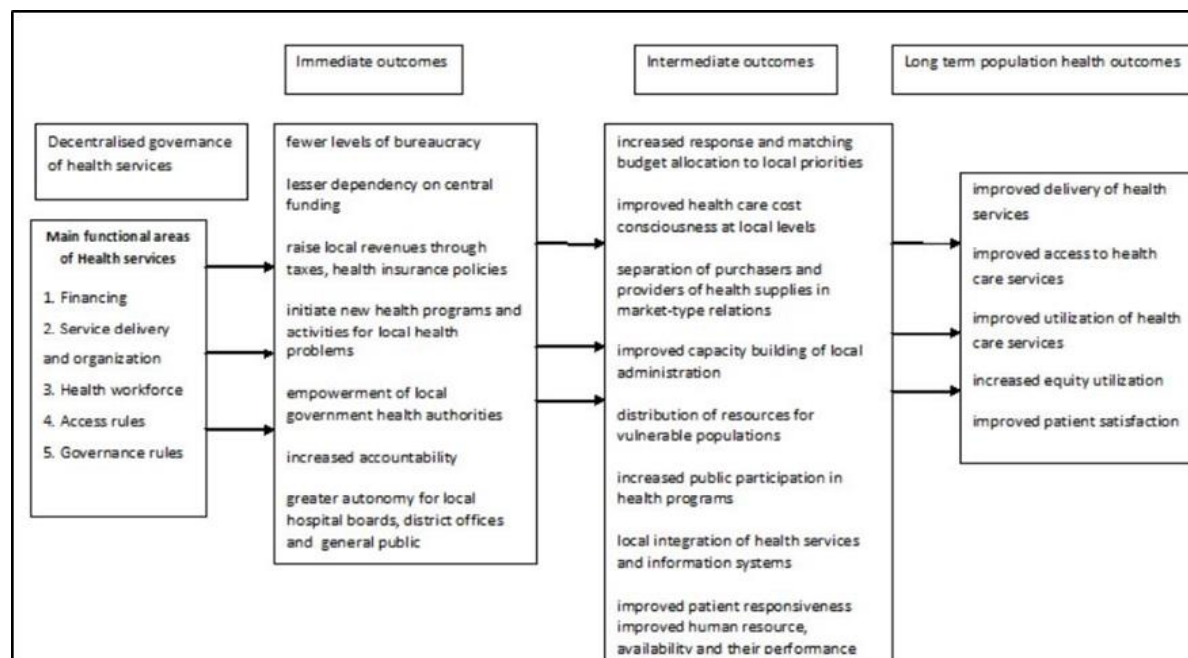 Immediate outcomes
Intermediate outcomes
Long term population health outcomes
Decentralised governance
of health services
Main functional areas
of Health services
1. Financing
2. Service delivery
and organization
3. Health workforce
4. Access rules
5. Governance rules
fewer levels of bureaucracy
lesser dependency on central
funding
raise local revenues through
taxes, health insurance policies
initiate new health programs and
activities for local health
problems
empowerment of local
government health authorities
increased accountability
greater autonomy for local
hospital boards, district offices
and general public
increased response and matching
budget allocation to local priorities
improved health care cost
consciousness at local levels
separation of purchasers and
providers of health supplies in
market-type relations
improved capacity building of local
administration
distribution of resources for
vulnerable populations
increased public participation in
health programs
local integration of health services
and information systems
improved patient responsiveness
improved human resource,
availability and their performance
improved delivery of health
services
improved access to health
care services
improved utilization of health
care services
increased equity utilization
improved patient satisfaction